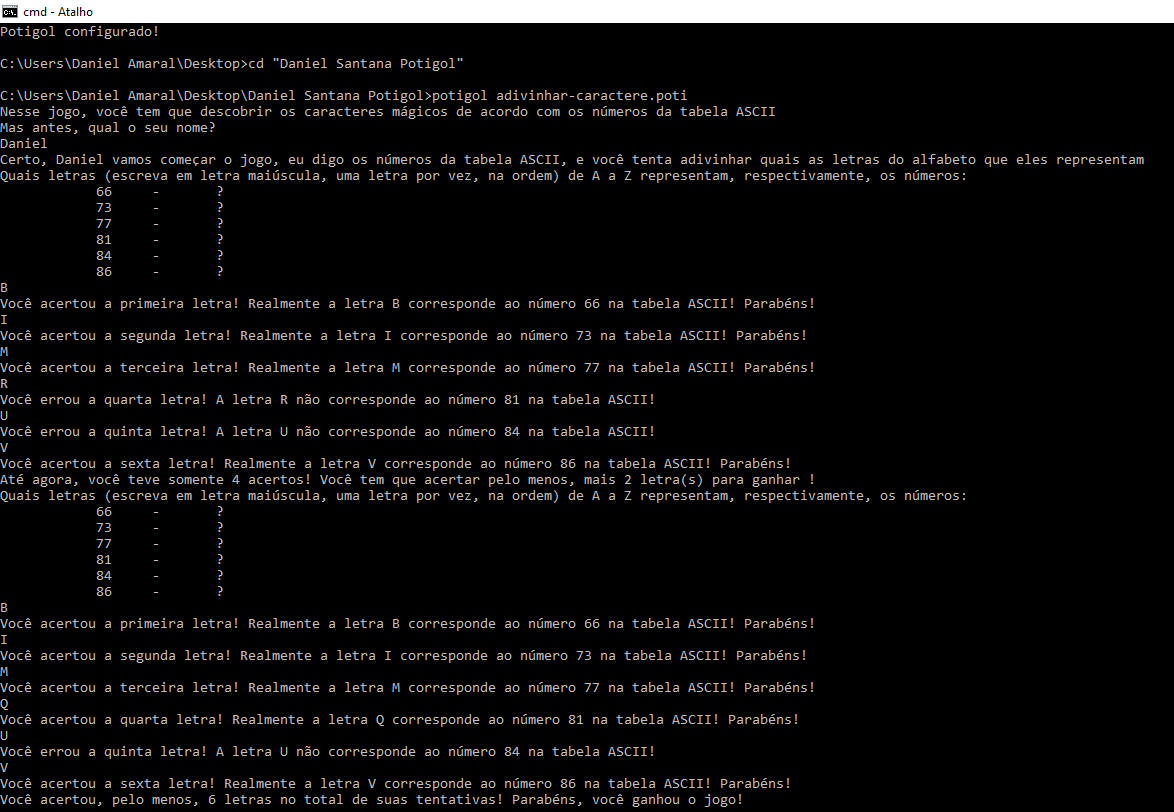 cmd - Atalho
Potigol configurado!
C:\Users\Daniel Amaral\Desktop>cd "Daniel Santana Potigol"
C:\Users\Daniel Amaral\Desktop\Daniel Santana Potigol>potigol adivinhar-caractere.poti
Nesse jogo, você tem que descobrir os caracteres mágicos de acordo com os números da tabela ASCII
Mas antes, qual o seu nome?
Daniel
Certo, Daniel vamos começar o jogo, eu digo os números da tabela ASCII, e você tenta adivinhar quais as letras do alfabeto que eles representam
Quais letras (escreva em letra maiúscula, uma letra por vez, na ordem) de A a Z representam, respectivamente, os números:
66 - ?
73 - ?
77 - ?
81 - ?
84 - ?
86 - ?
B
Você acertou a primeira letra! Realmente a letra B corresponde ao número 66 na tabela ASCII! Parabéns!
I
Você acertou a segunda letra! Realmente a letra I corresponde ao número 73 na tabela ASCII! Parabéns!
M
Você acertou a terceira letra! Realmente a letra M corresponde ao número 77 na tabela ASCII! Parabéns!
R
Você errou a quarta letra! A letra R não corresponde ao número 81 na tabela ASCII!
U
Você errou a quinta letra! A letra U não corresponde ao número 84 na tabela ASCII!
V
Você acertou a sexta letra! Realmente a letra V corresponde ao número 86 na tabela ASCII! Parabéns!
Até agora, você teve somente 4 acertos! Você tem que acertar pelo menos, mais 2 letra(s) para ganhar !
Quais letras (escreva em letra maiúscula, uma letra por vez, na ordem) de A a Z representam, respectivamente, os números:
66 - ?
73 - ?
77 - ?
81 - ?
84 - ?
86 - ?
B
Você acertou a primeira letra! Realmente a letra B corresponde ao número 66 na tabela ASCII! Parabéns!
I
Você acertou a segunda letra! Realmente a letra I corresponde ao número 73 na tabela ASCII! Parabéns!
M
Você acertou a terceira letra! Realmente a letra M corresponde ao número 77 na tabela ASCII! Parabéns!
Q
Você acertou a quarta letra! Realmente a letra Q corresponde ao número 81 na tabela ASCII! Parabéns!
U
Você errou a quinta letra! A letra U não corresponde ao número 84 na tabela ASCII!
V
Você acertou a sexta letra! Realmente a letra V corresponde ao número 86 na tabela ASCII! Parabéns!
Você acertou, pelo menos, 6 letras no total de suas tentativas! Parabéns, você ganhou o jogo!